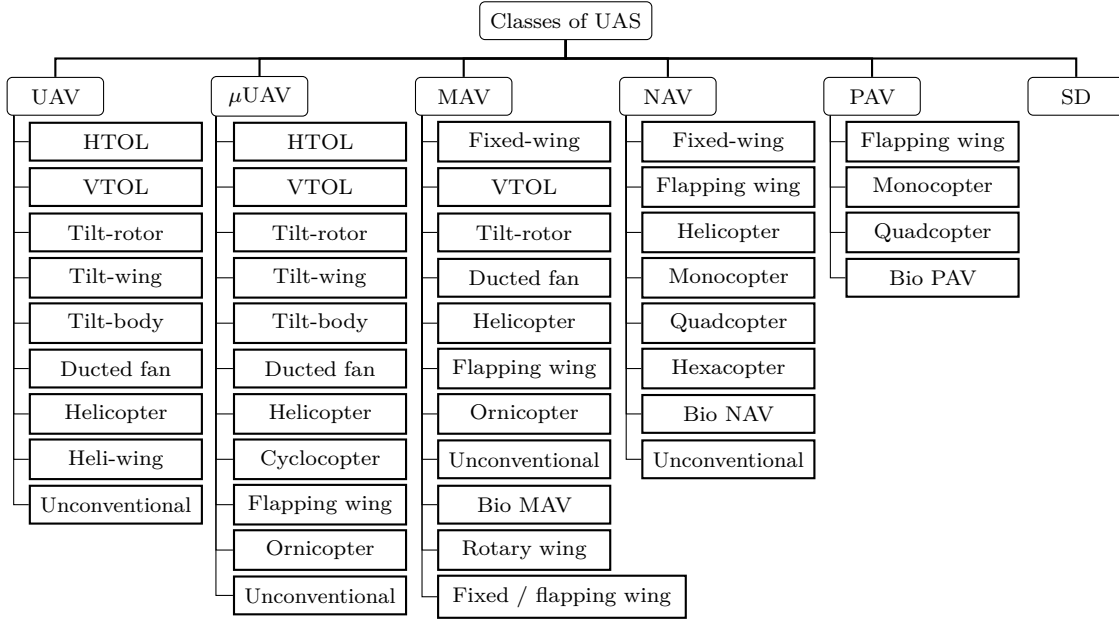 Classes of UAS
UAV
HTOL
VTOL
Tilt-rotor
Tilt-wing
Tilt-body
Ducted fan
Helicopter
Heli-wing
Unconventional
μUAV
HTOL
VTOL
Tilt-rotor
Tilt-wing
Tilt-body
Ducted fan
Helicopter
Cyclocopter
Flapping wing
Ornicopter
Unconventional
MAV
Fixed-wing
VTOL
Tilt-rotor
Ducted fan
Helicopter
Flapping wing
Ornicopter
Unconventional
Bio MAV
Rotary wing
Fixed / flapping wing
NAV
Fixed-wing
Flapping wing
Helicopter
Monocopter
Quadcopter
Hexacopter
Bio NAV
Unconventional
PAV
Flapping wing
Monocopter
Quadcopter
Bio PAV
SD